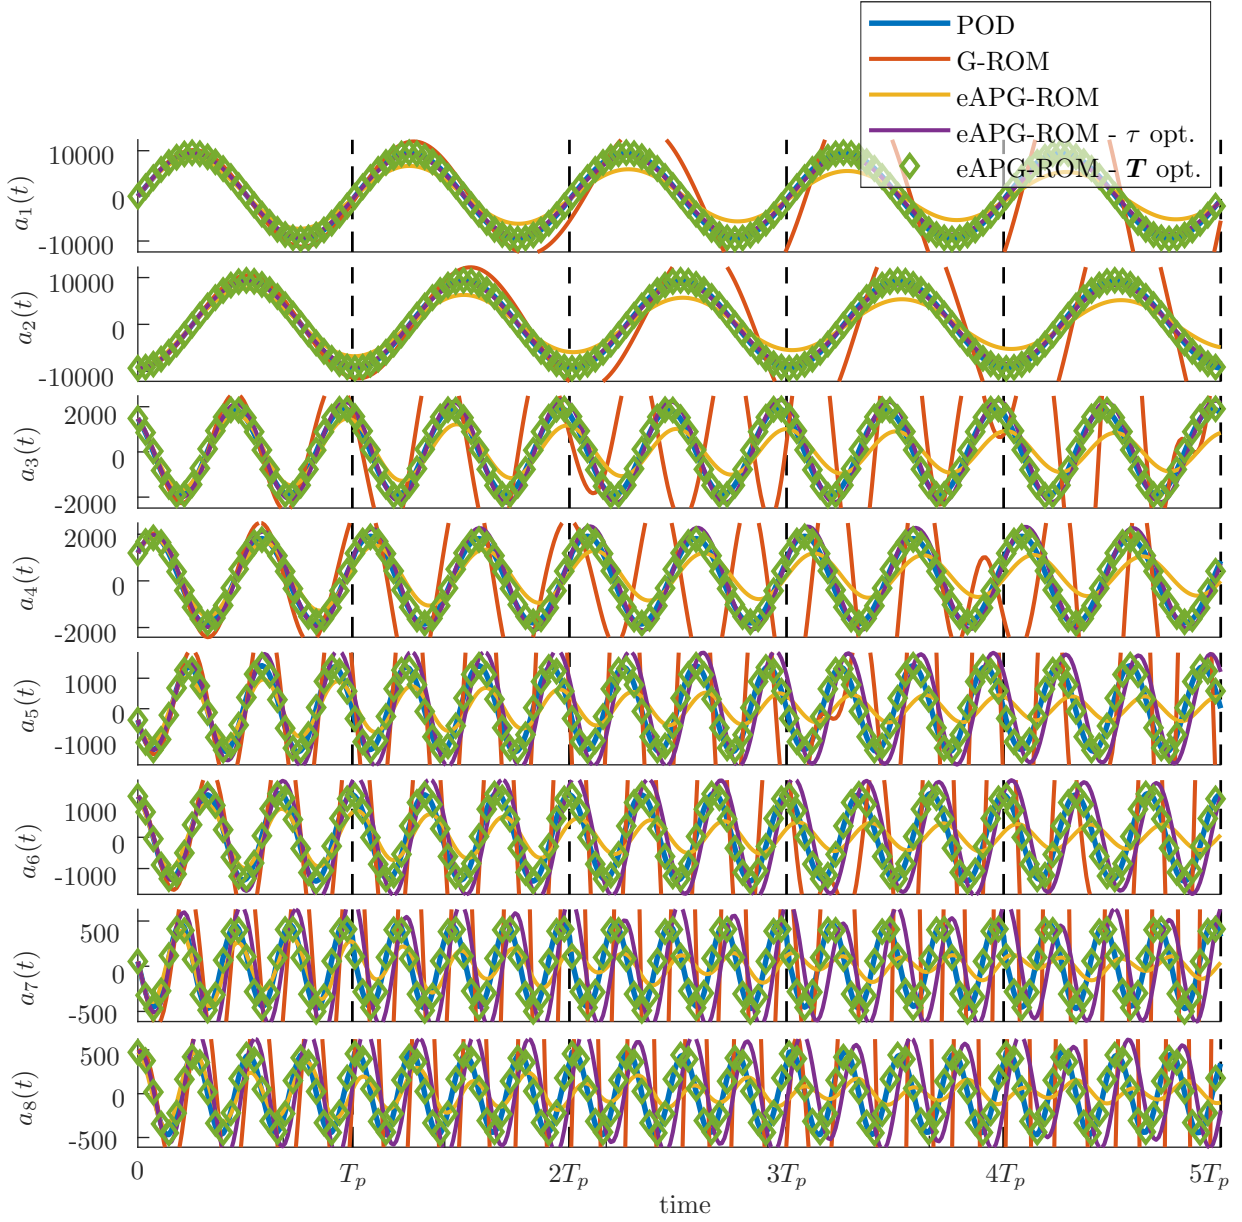 POD
G-ROM
eAPG-ROM
eAPG-ROM - τ opt.
eAPG-ROM - T opt.
10000
0
-10000
a₁(t)
10000
0
-10000
a₂(t)
2000
0
-2000
a₃(t)
2000
0
-2000
a₄(t)
1000
0
-1000
a₅(t)
1000
0
-1000
a₆(t)
500
0
-500
a₇(t)
500
0
-500
a₈(t)
0 Tₚ 2Tₚ 3Tₚ 4Tₚ 5Tₚ
time